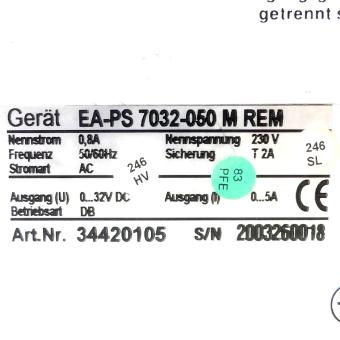 getrennt s
Gerät EA-PS 7032-050 M REM
Nennstrom 0,8A Nennspannung 230 V
Frequenz 50/60Hz Sicherung T 2A
Stromart AC
246 HV
83 PFE
246 SL
Ausgang (U) 0...32V DC Ausgang (I) 0...5A CE
Betriebsart DB
Art.Nr. 34420105 S/N 2003260018